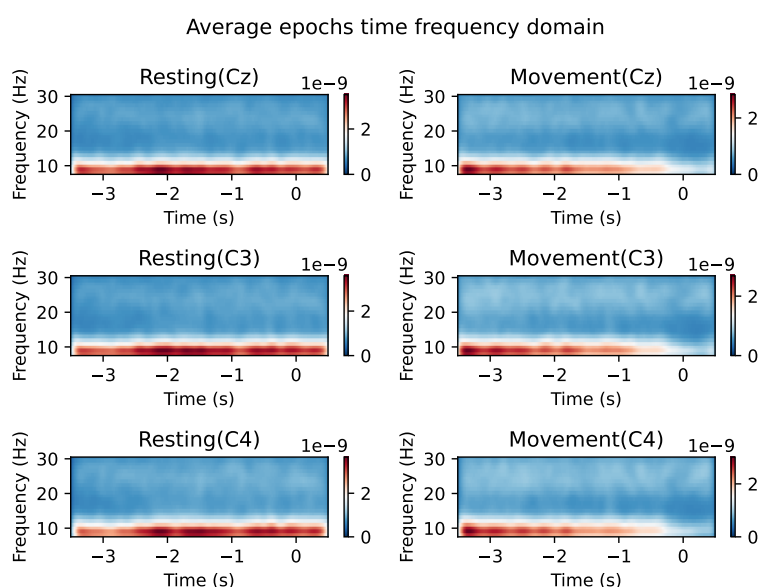 Average epochs time frequency domain
Resting(Cz) 1e−9 Movement(Cz) 1e−9
Frequency (Hz) 30 20 10 2 0 Frequency (Hz) 30 20 10 2 0
−3 −2 −1 0 −3 −2 −1 0
Time (s) Time (s)
Resting(C3) 1e−9 Movement(C3) 1e−9
Frequency (Hz) 30 20 10 2 0 Frequency (Hz) 30 20 10 2 0
−3 −2 −1 0 −3 −2 −1 0
Time (s) Time (s)
Resting(C4) 1e−9 Movement(C4) 1e−9
Frequency (Hz) 30 20 10 2 0 Frequency (Hz) 30 20 10 2 0
−3 −2 −1 0 −3 −2 −1 0
Time (s) Time (s)